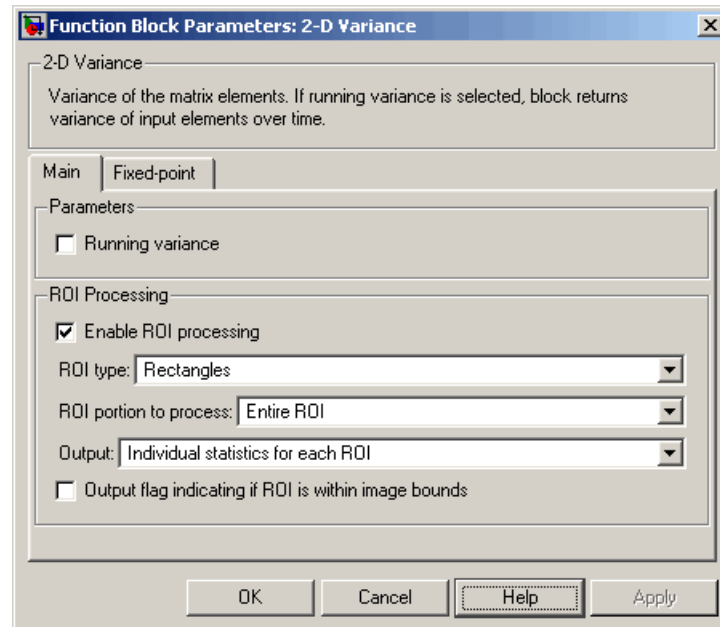 Function Block Parameters: 2-D Variance
2-D Variance
Variance of the matrix elements. If running variance is selected, block returns
variance of input elements over time.
Main
Fixed-point
Parameters
Running variance
ROI Processing
Enable ROI processing
ROI type: Rectangles
ROI portion to process: Entire ROI
Output: Individual statistics for each ROI
Output flag indicating if ROI is within image bounds
OK
Cancel
Help
Apply